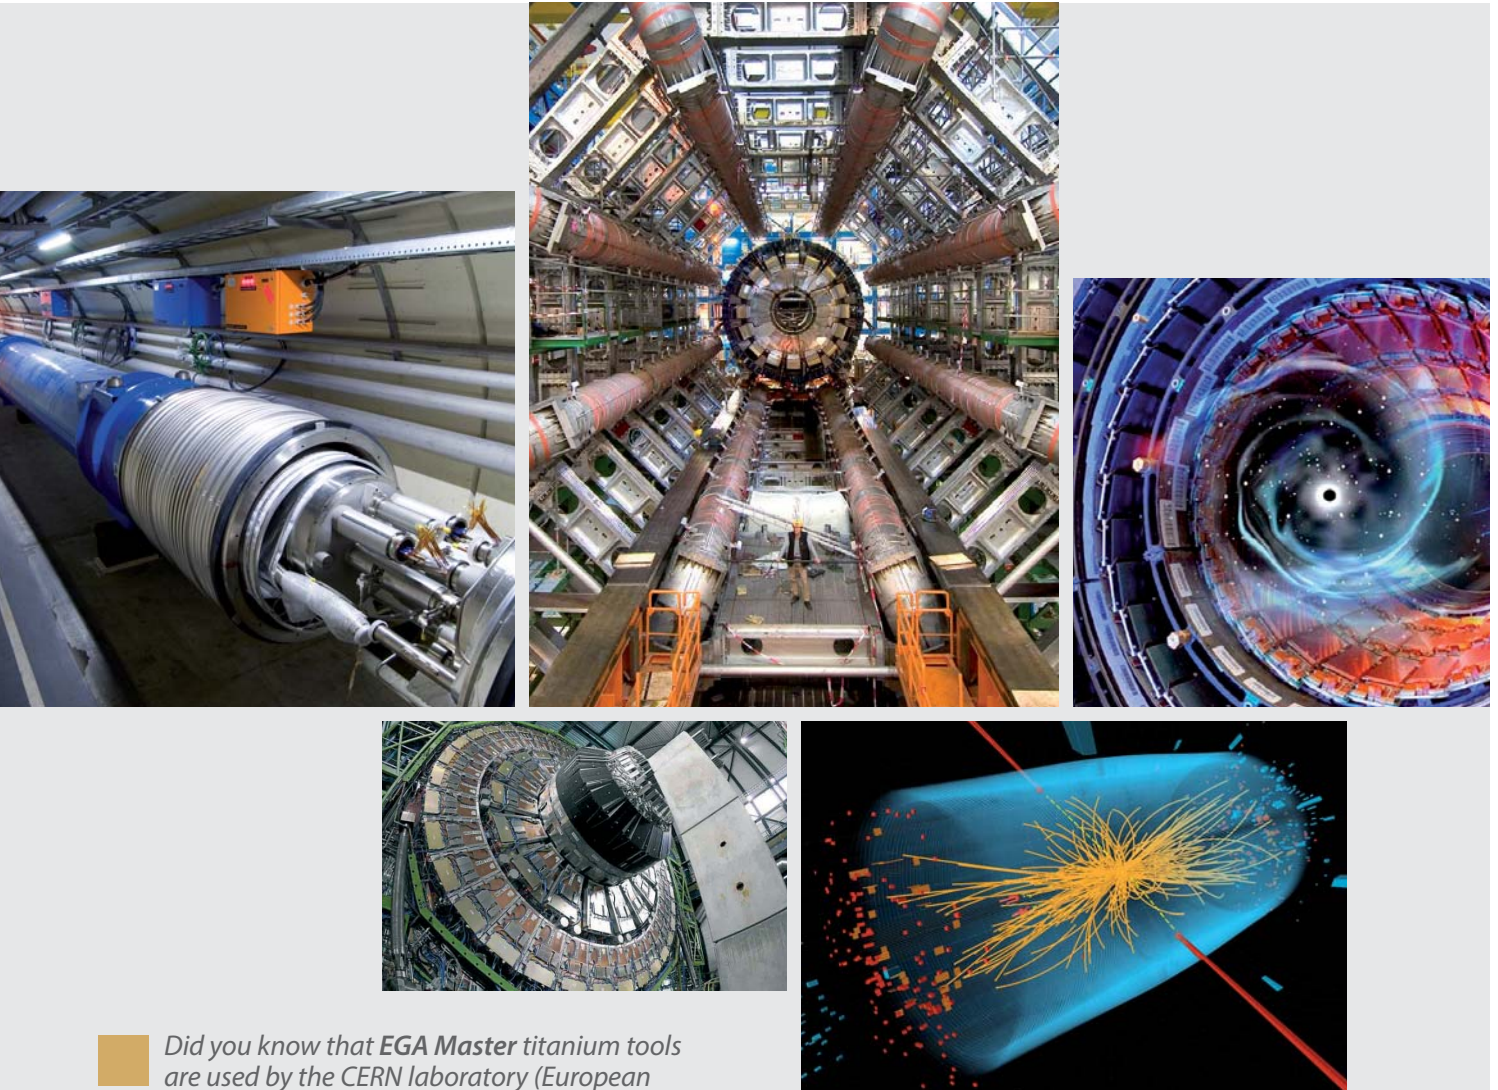 Did you know that EGA Master titanium tools
are used by the CERN laboratory (European